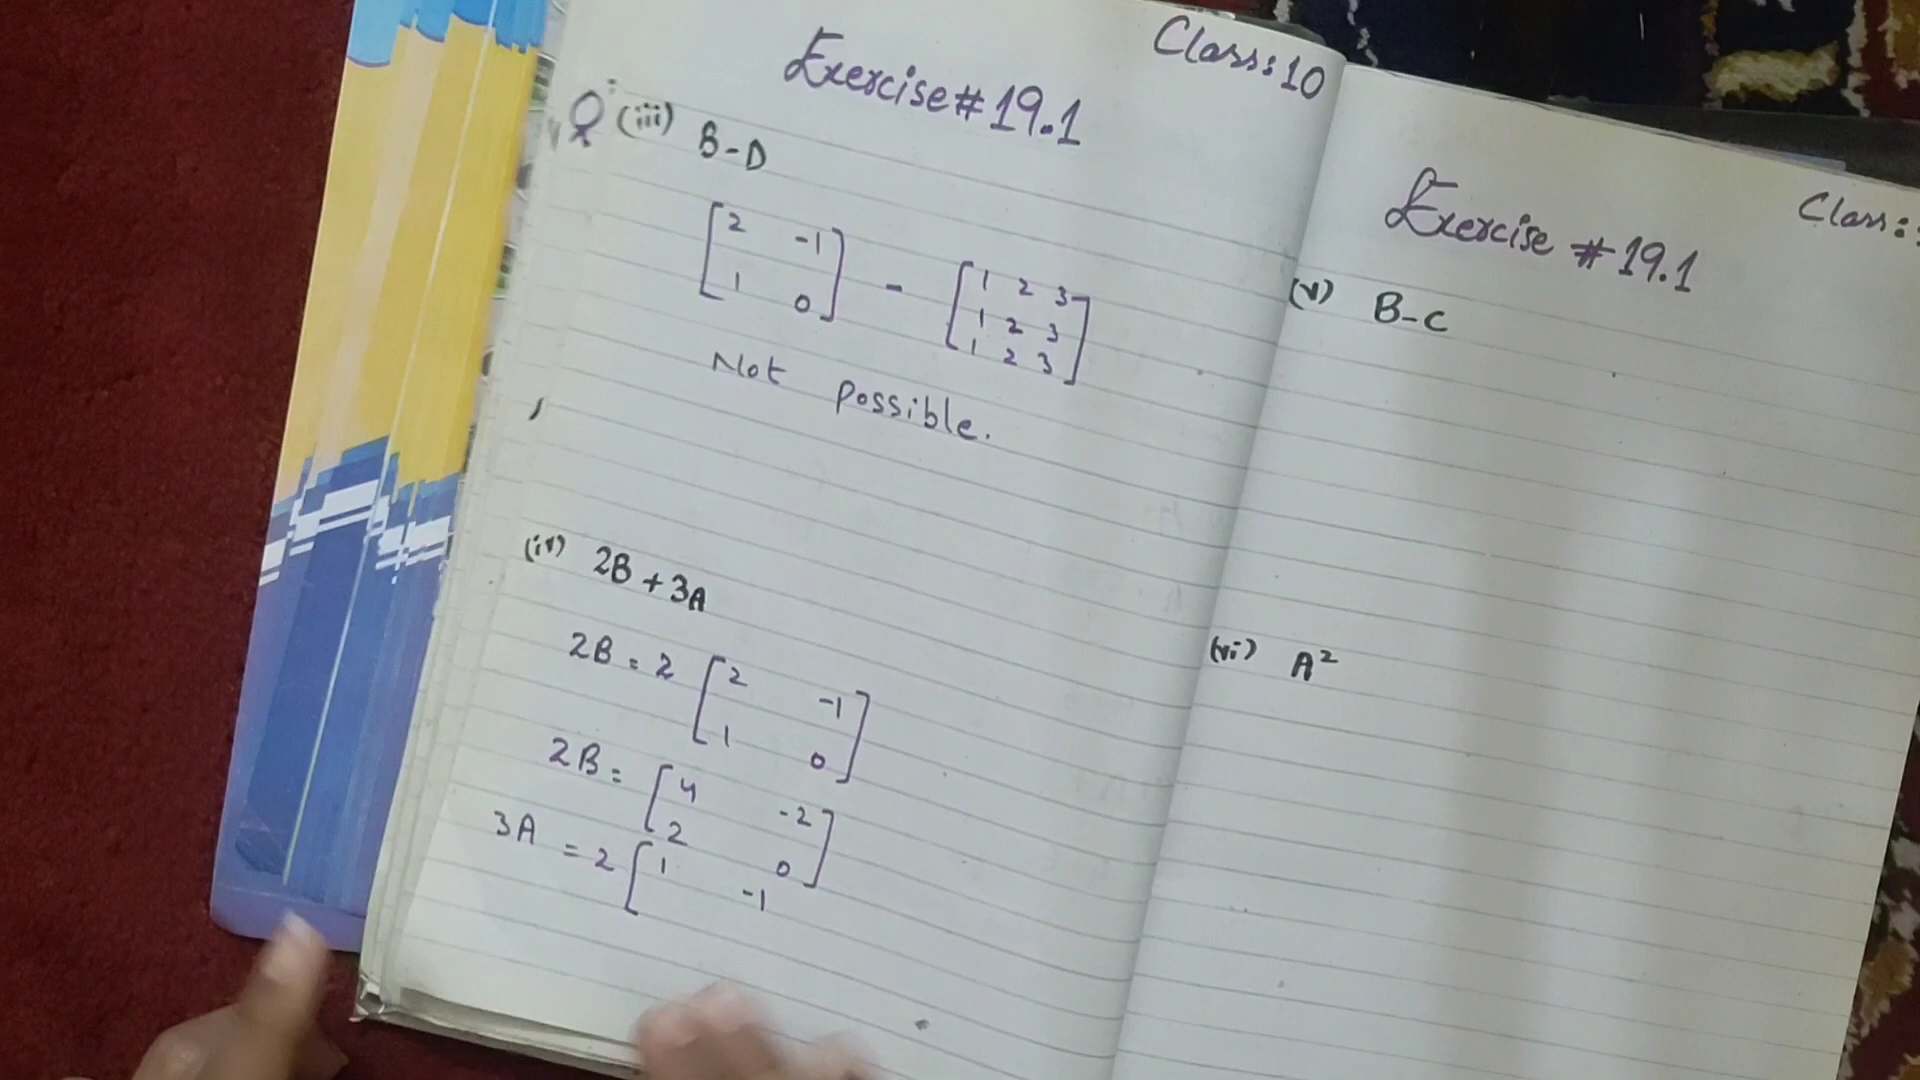 Class: 10
Exercise # 19.1
Q (iii) B-D
[2 -1
1 0] - [1 2 3
1 2 3
1 2 3]
Not possible.
(iv) 2B + 3A
2B = 2 [2 -1
1 0]
2B = [4 -2
2 0]
3A = 2 [1 -1
Class:
Exercise # 19.1
(v) B-C
(vi) A²